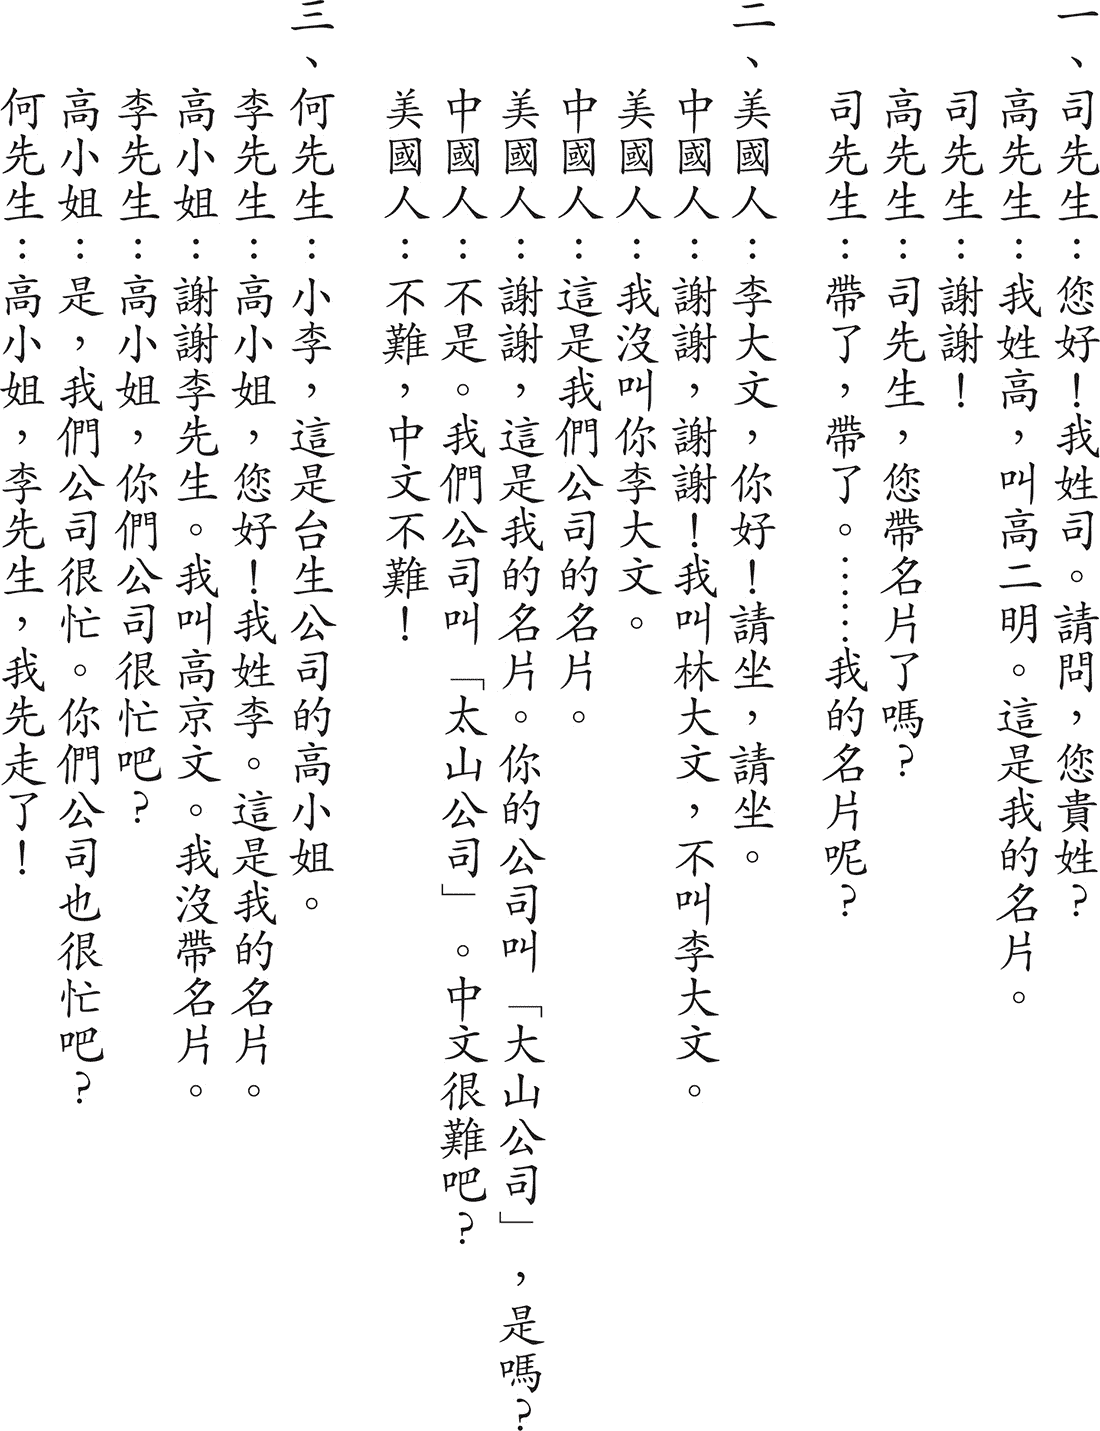 一、司先生：您好！我姓司。請問，您貴姓？
高先生：我姓高，叫高二明。這是我的名片。
司先生：謝謝！
高先生：司先生，您帶名片了嗎？
司先生：帶了，帶了。……我的名片呢？
二、美國人：李大文，你好！請坐，請坐。
中國人：謝謝，謝謝！我叫林大文，不叫李大文。
美國人：我沒叫你李大文。
中國人：這是我們公司的名片。
美國人：謝謝，這是我的名片。你的公司叫「大山公司」，是嗎？
中國人：不是。我們公司叫「太山公司」。中文很難吧？
美國人：不難，中文不難！
三、何先生：小李，這是台生公司的高小姐。
李先生：高小姐，您好！我姓李。這是我的名片。
高小姐：謝謝李先生。我叫高京文。我沒帶名片。
李先生：高小姐，你們公司很忙吧？
高小姐：是，我們公司很忙。你們公司也很忙吧？
何先生：高小姐，李先生，我先走了！